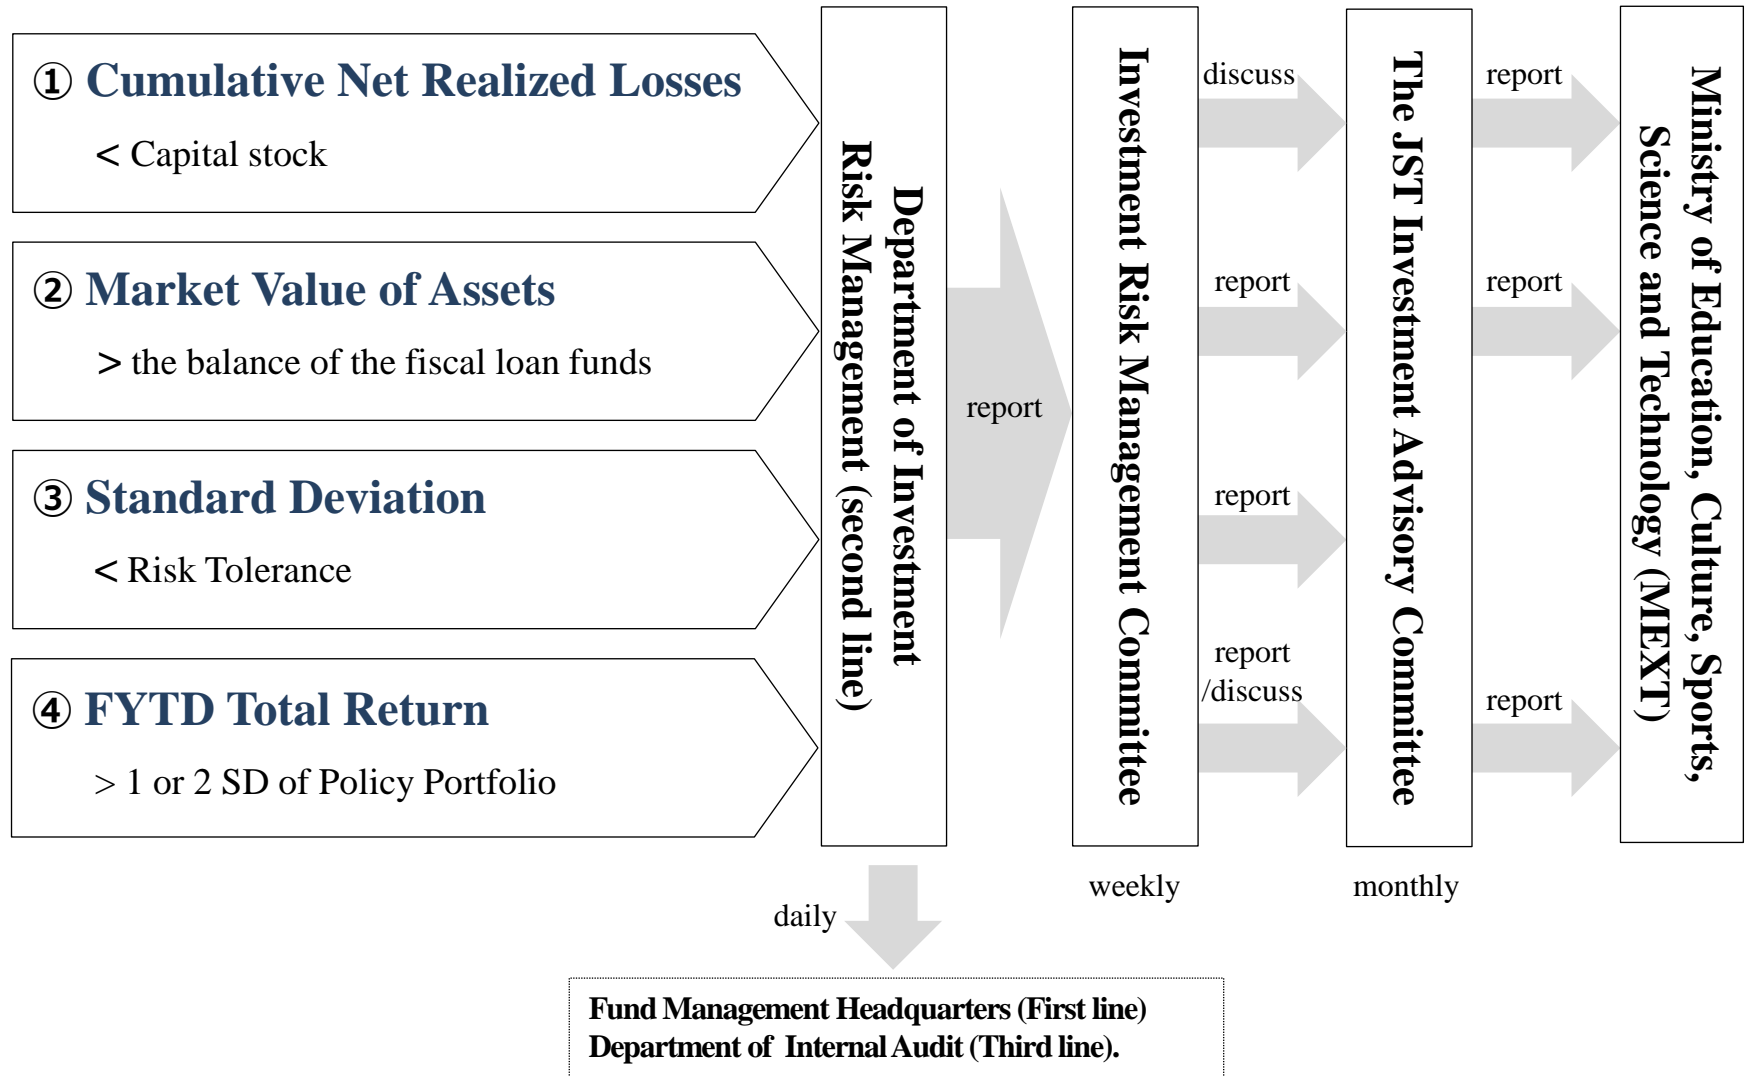 ① Cumulative Net Realized Losses
< Capital stock
② Market Value of Assets
> the balance of the fiscal loan funds
③ Standard Deviation
< Risk Tolerance
④ FYTD Total Return
> 1 or 2 SD of Policy Portfolio
Department of Investment
Risk Management (second line)
report
Investment Risk Management Committee
discuss
report
report
report
/discuss
The JST Investment Advisory Committee
report
report
report
Ministry of Education, Culture, Sports,
Science and Technology (MEXT)
weekly
monthly
daily
Fund Management Headquarters (First line)
Department of Internal Audit (Third line).